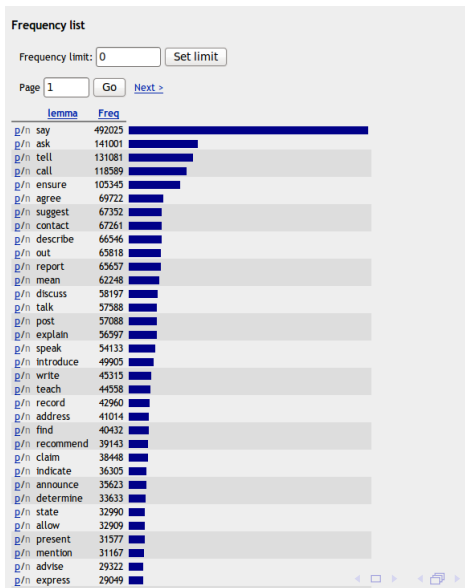 Frequency list
Frequency limit: 0 Set limit
Page 1 Go Next >
lemma Freq
p/n say 492025
p/n ask 141001
p/n tell 131081
p/n call 118589
p/n ensure 105345
p/n agree 69722
p/n suggest 67352
p/n contact 67261
p/n describe 66546
p/n out 65818
p/n report 65657
p/n mean 62248
p/n discuss 58197
p/n talk 57588
p/n post 57088
p/n explain 56597
p/n speak 54133
p/n introduce 49905
p/n write 45315
p/n teach 44558
p/n record 42960
p/n address 41014
p/n find 40432
p/n recommend 39143
p/n claim 38448
p/n indicate 36305
p/n announce 35623
p/n determine 33633
p/n state 32990
p/n allow 32909
p/n present 31577
p/n mention 31167
p/n advise 29322
p/n express 29049